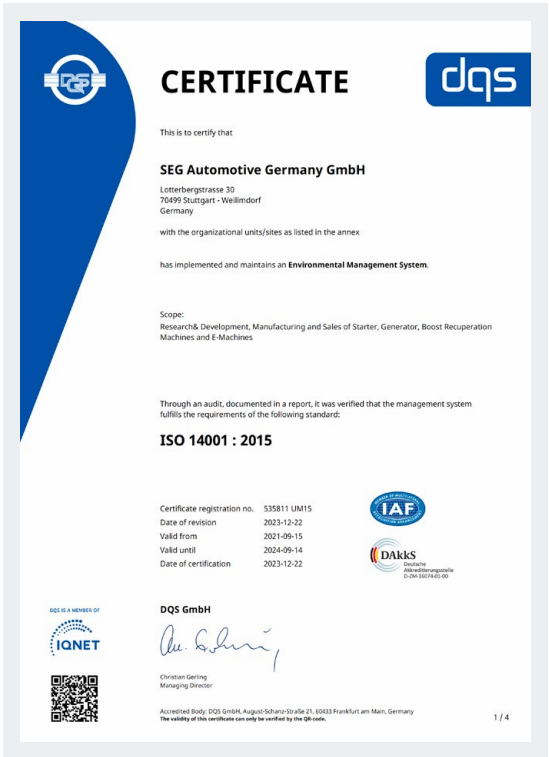 DQS
CERTIFICATE
dqs
This is to certify that
SEG Automotive Germany GmbH
Lotterbergstrasse 30
70499 Stuttgart - Weilimdorf
Germany
with the organizational units/sites as listed in the annex
has implemented and maintains an Environmental Management System.
Scope:
Research& Development, Manufacturing and Sales of Starter, Generator, Boost Recuperation
Machines and E-Machines
Through an audit, documented in a report, it was verified that the management system
fulfills the requirements of the following standard:
ISO 14001 : 2015
Certificate registration no. 535811 UM15
Date of revision 2023-12-22
Valid from 2021-09-15
Valid until 2024-09-14
Date of certification 2023-12-22
MEMBER OF MULTILATERAL
IAF
RECOGNITION ARRANGEMENT
DAkkS
Deutsche
Akkreditierungsstelle
D-ZM-16074-01-00
DQS IS A MEMBER OF
IQNET
DQS GmbH
Christian Gerling
Managing Director
Accredited Body: DQS GmbH, August-Schanz-Straße 21, 60433 Frankfurt am Main, Germany
The validity of this certificate can only be verified by the QR-code.
1 / 4